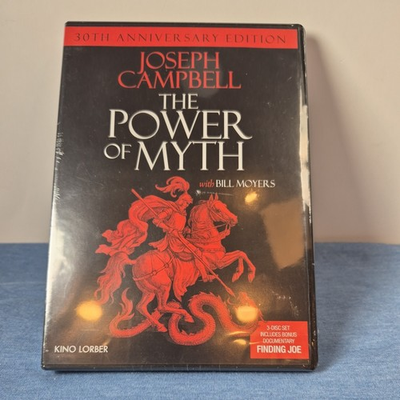 30TH ANNIVERSARY EDITION
JOSEPH
CAMPBELL
THE
POWER
OF MYTH
with BILL MOYERS
3-DISC SET
INCLUDES BONUS
DOCUMENTARY
FINDING JOE
KINO LORBER